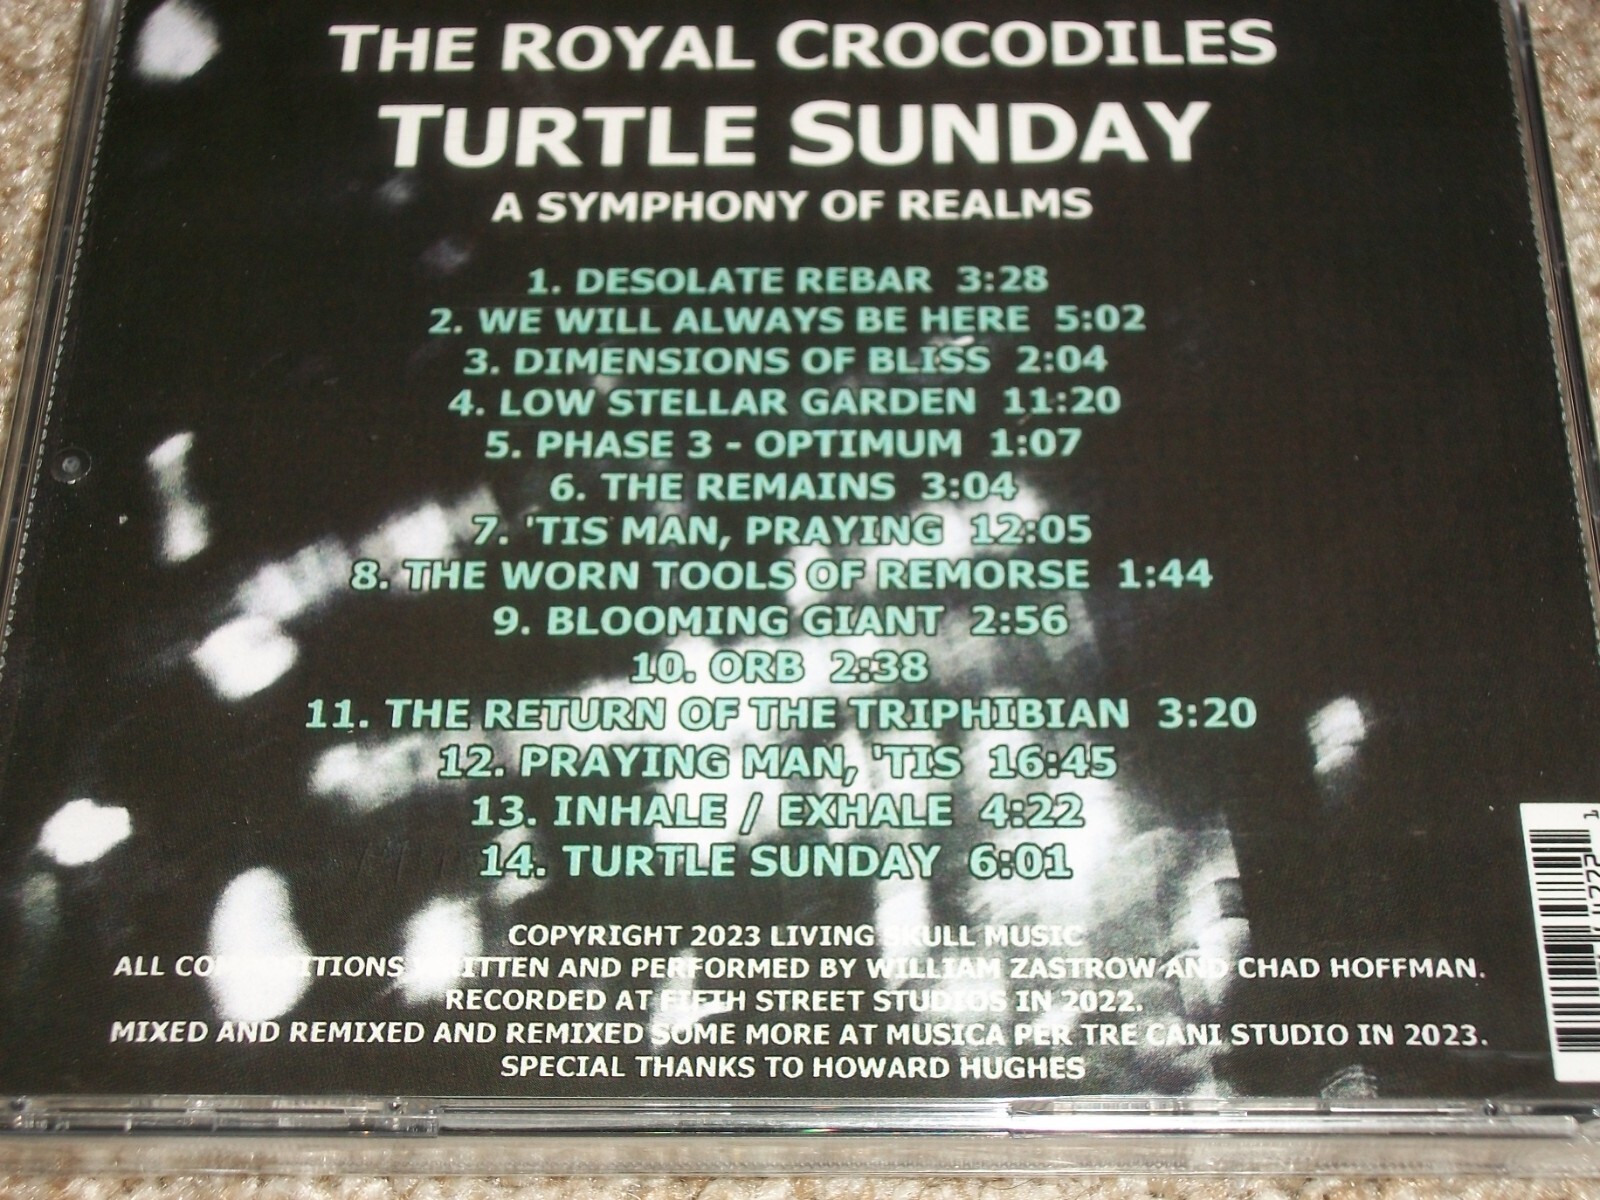 THE ROYAL CROCODILES
TURTLE SUNDAY
A SYMPHONY OF REALMS
1. DESOLATE REBAR 3:28
2. WE WILL ALWAYS BE HERE 5:02
3. DIMENSIONS OF BLISS 2:04
4. LOW STELLAR GARDEN 11:20
5. PHASE 3 - OPTIMUM 1:07
6. THE REMAINS 3:04
7. 'TIS MAN, PRAYING 12:05
8. THE WORN TOOLS OF REMORSE 1:44
9. BLOOMING GIANT 2:56
10. ORB 2:38
11. THE RETURN OF THE TRIPHIBIAN 3:20
12. PRAYING MAN, 'TIS 16:45
13. INHALE / EXHALE 4:22
14. TURTLE SUNDAY 6:01
COPYRIGHT 2023 LIVING SKULL MUSIC
ALL COMPOSITIONS WRITTEN AND PERFORMED BY WILLIAM ZASTROW AND CHAD HOFFMAN.
RECORDED AT FIFTH STREET STUDIOS IN 2022.
MIXED AND REMIXED AND REMIXED SOME MORE AT MUSICA PER TRE CANI STUDIO IN 2023.
SPECIAL THANKS TO HOWARD HUGHES